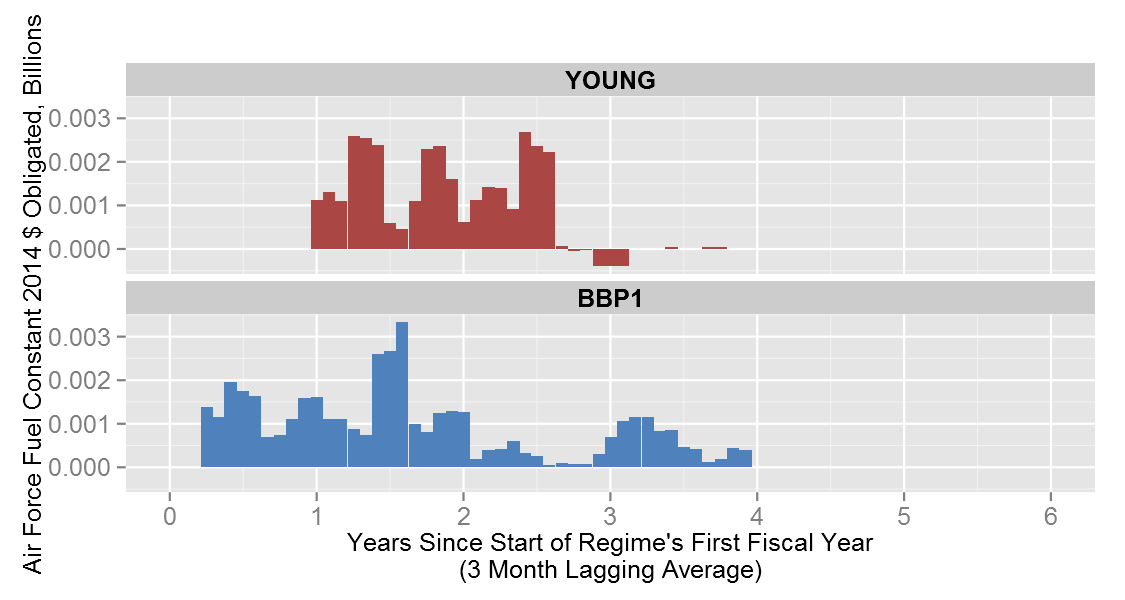 Air Force Fuel Constant 2014 $ Obligated, Billions
YOUNG
0.003
0.002
0.001
0.000
BBP1
0.003
0.002
0.001
0.000
0 1 2 3 4 5 6
Years Since Start of Regime's First Fiscal Year
(3 Month Lagging Average)